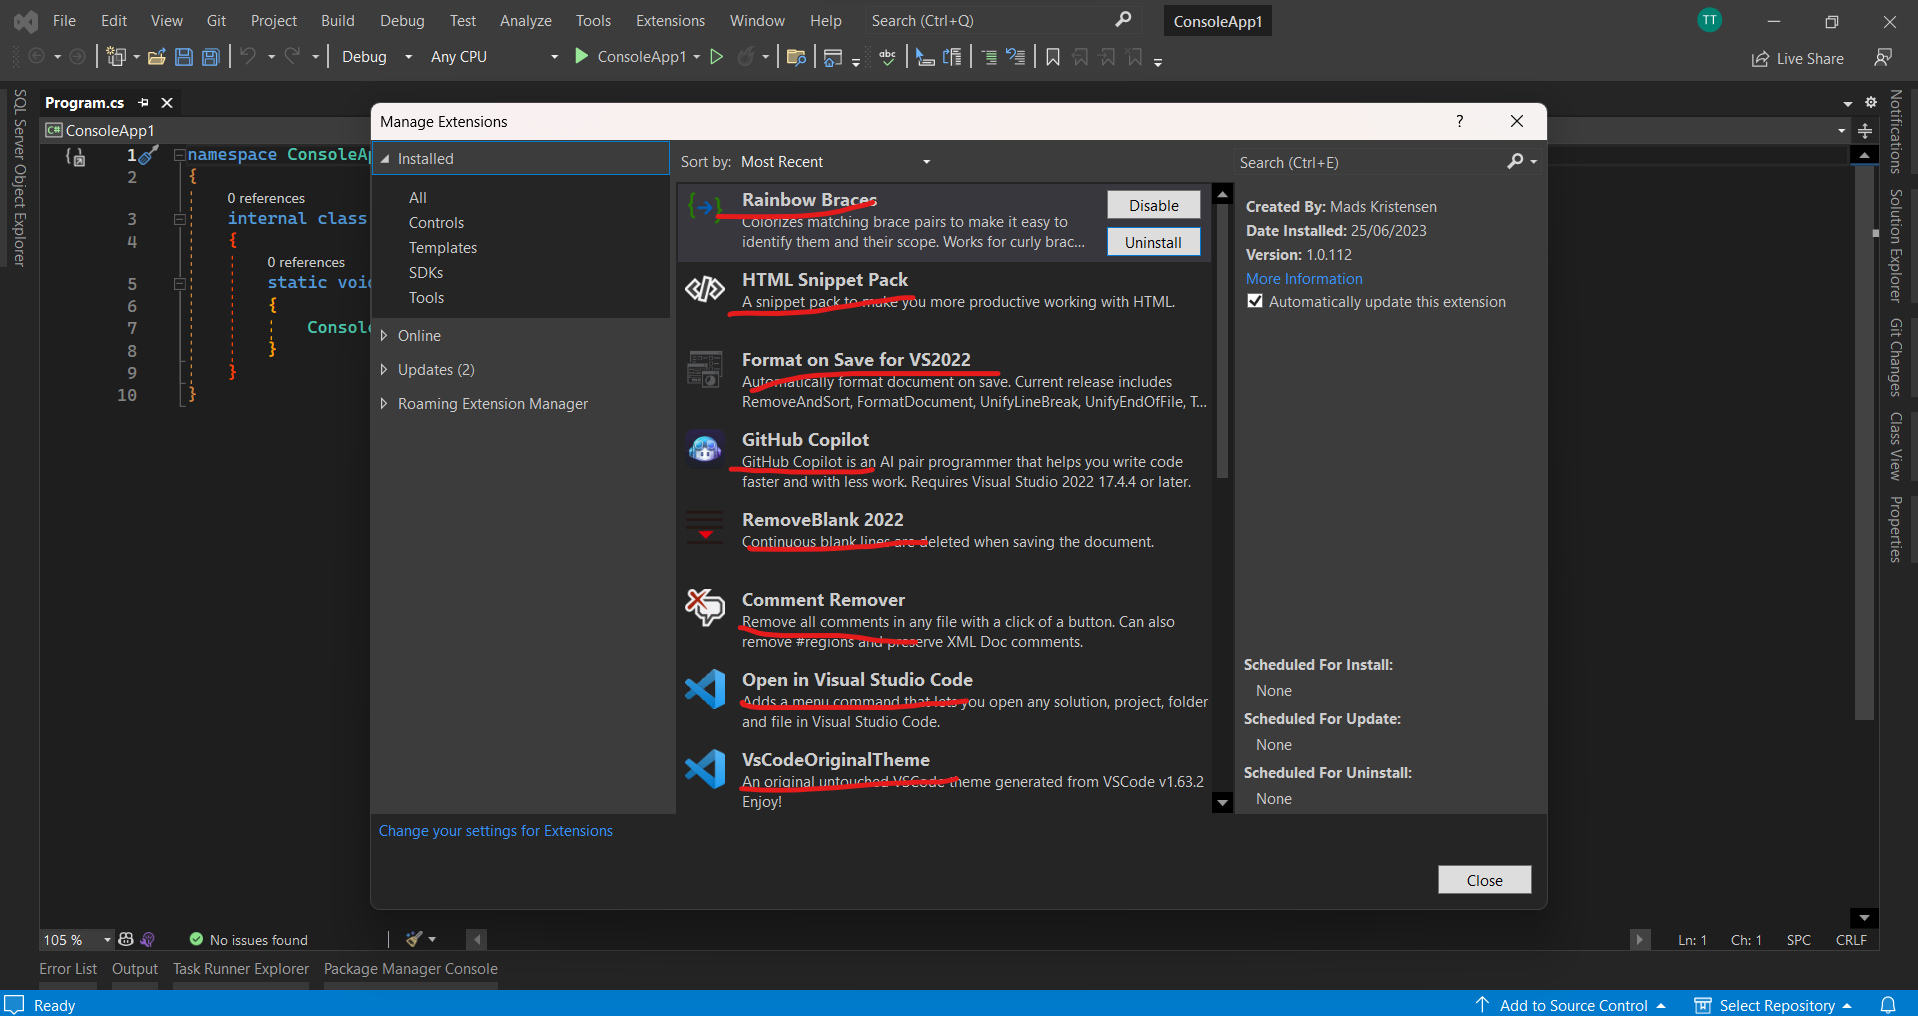 File Edit View Git Project Build Debug Test Analyze Tools Extensions Window Help Search (Ctrl+Q) ConsoleApp1 TT
Debug Any CPU ConsoleApp1 abc Live Share
SQL Server Object Explorer
Program.cs
C# ConsoleApp1
1 namespace ConsoleAp
2 {
0 references
3 internal class
4 {
0 references
5 static void
6 {
7 Consol
8 }
9 }
10 }
Manage Extensions ?
Installed
All
Controls
Templates
SDKs
Tools
Online
Updates (2)
Roaming Extension Manager
Change your settings for Extensions
Sort by: Most Recent
Rainbow Braces
Colorizes matching brace pairs to make it easy to
identify them and their scope. Works for curly brac...
Disable
Uninstall
HTML Snippet Pack
A snippet pack to make you more productive working with HTML.
Format on Save for VS2022
Automatically format document on save. Current release includes
RemoveAndSort, FormatDocument, UnifyLineBreak, UnifyEndOfFile, T...
GitHub Copilot
GitHub Copilot is an AI pair programmer that helps you write code
faster and with less work. Requires Visual Studio 2022 17.4.4 or later.
RemoveBlank 2022
Continuous blank lines are deleted when saving the document.
Comment Remover
Remove all comments in any file with a click of a button. Can also
remove #regions and preserve XML Doc comments.
Open in Visual Studio Code
Adds a menu command that lets you open any solution, project, folder
and file in Visual Studio Code.
VsCodeOriginalTheme
An original untouched VSCode theme generated from VSCode v1.63.2
Enjoy!
Search (Ctrl+E)
Created By: Mads Kristensen
Date Installed: 25/06/2023
Version: 1.0.112
More Information
Automatically update this extension
Scheduled For Install:
None
Scheduled For Update:
None
Scheduled For Uninstall:
None
Close
Notifications
Solution Explorer
Git Changes
Class View
Properties
105 % No issues found Ln: 1 Ch: 1 SPC CRLF
Error List Output Task Runner Explorer Package Manager Console
Ready Add to Source Control Select Repository